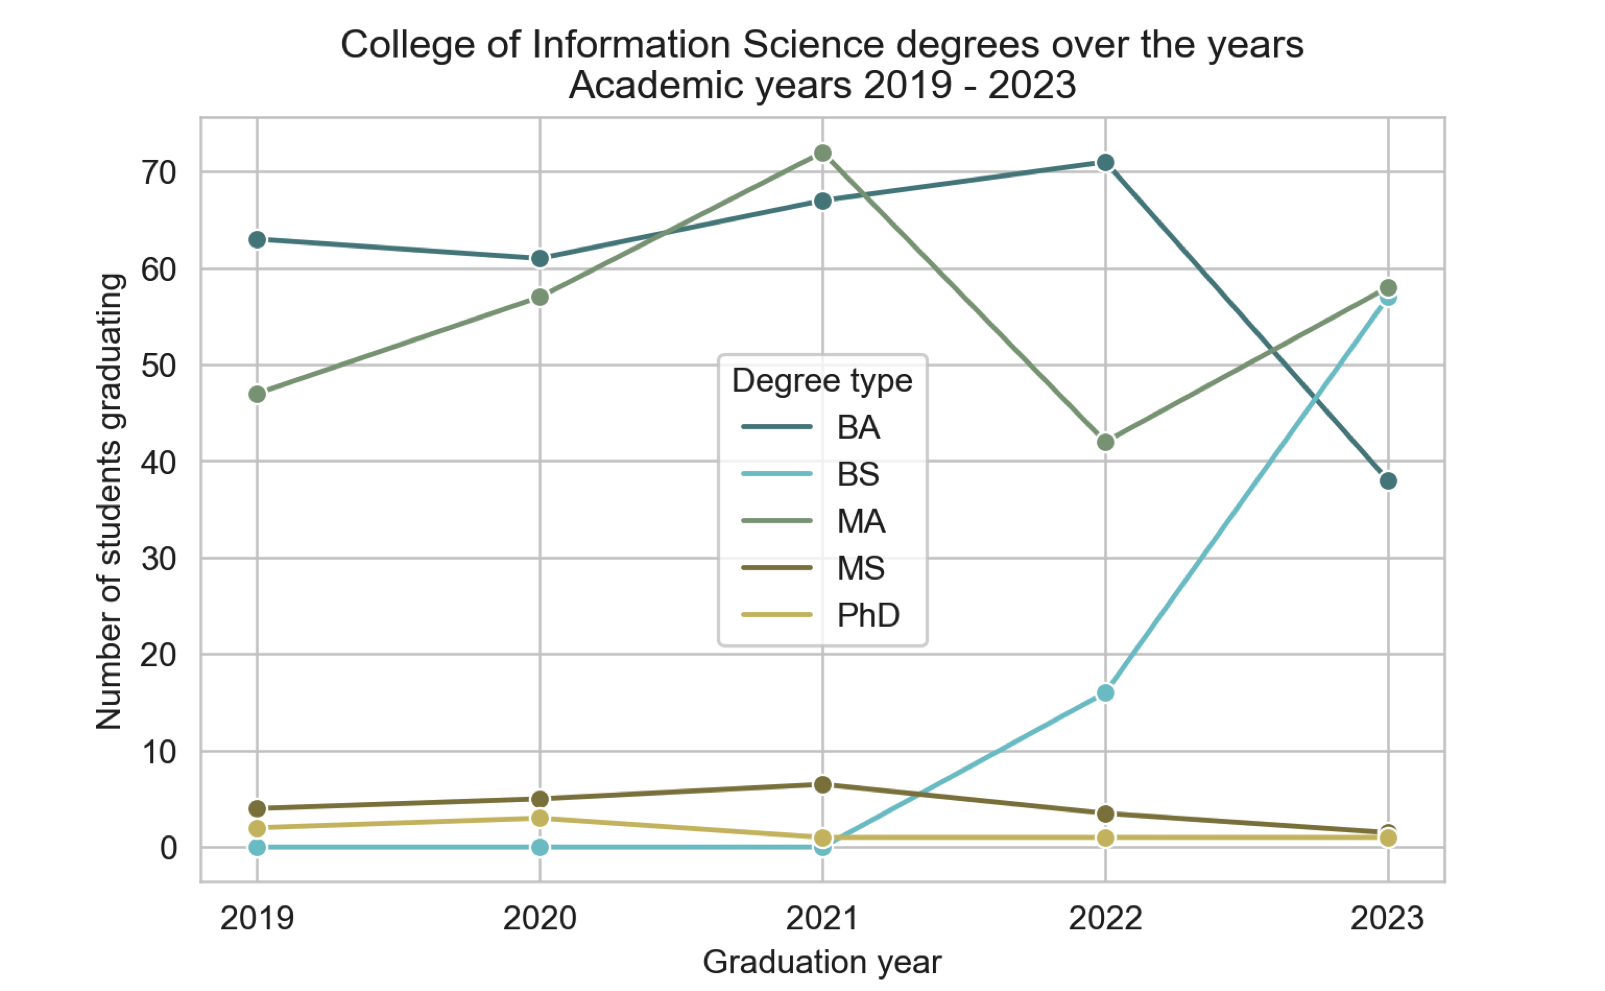 College of Information Science degrees over the years
Academic years 2019 - 2023
Number of students graduating
70
60
50
40
30
20
10
0
Degree type
BA
BS
MA
MS
PhD
2019
2020
2021
2022
2023
Graduation year